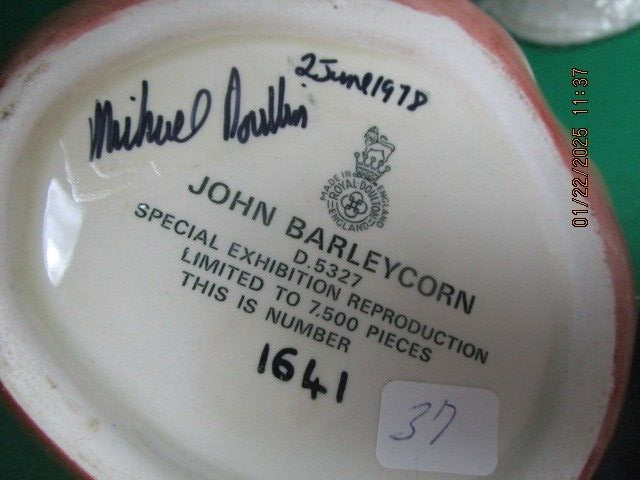 Michael Doulton
2 June 1978
MADE IN ENGLAND
ROYAL DOULTON
ENGLAND
JOHN BARLEYCORN
D.5327
SPECIAL EXHIBITION REPRODUCTION
LIMITED TO 7,500 PIECES
THIS IS NUMBER
1641
37
01/22/2025 11:37